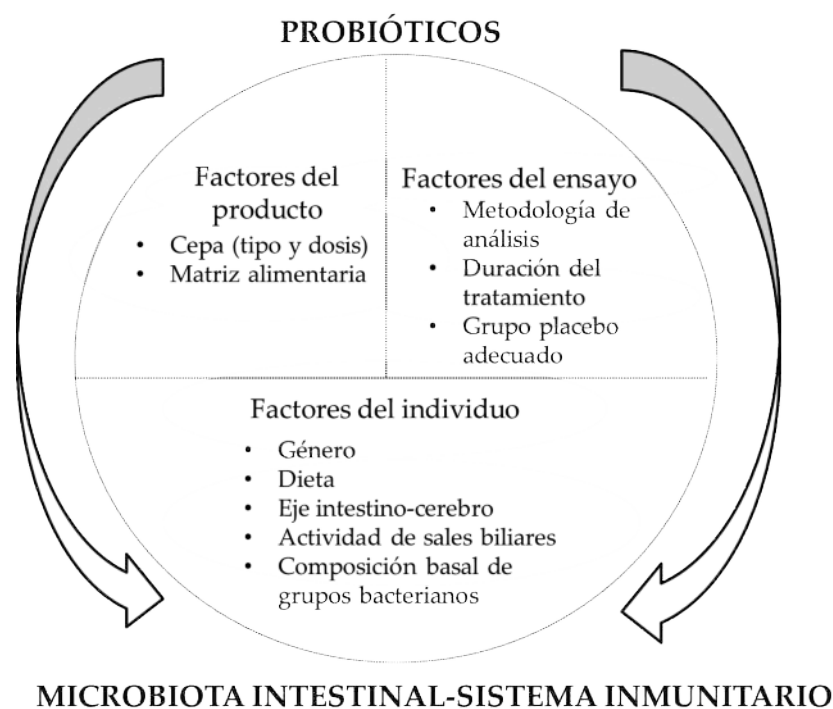 PROBIÓTICOS
Factores del
producto
• Cepa (tipo y dosis)
• Matriz alimentaria
Factores del ensayo
• Metodología de
análisis
• Duración del
tratamiento
• Grupo placebo
adecuado
Factores del individuo
• Género
• Dieta
• Eje intestino-cerebro
• Actividad de sales biliares
• Composición basal de
grupos bacterianos
MICROBIOTA INTESTINAL-SISTEMA INMUNITARIO